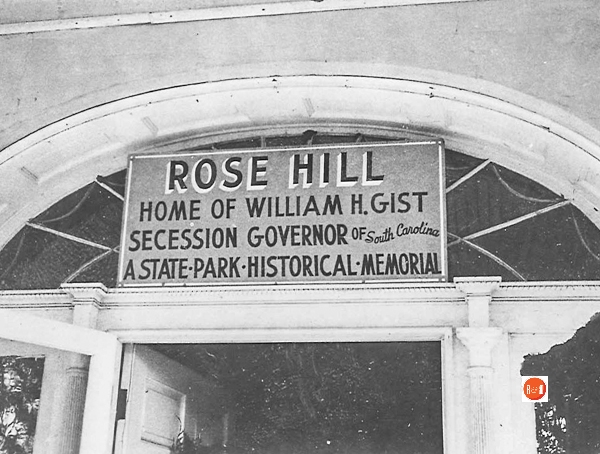 ROSE HILL
HOME OF WILLIAM H. GIST
SECESSION GOVERNOR OF South Carolina
A STATE·PARK·HISTORICAL·MEMORIAL